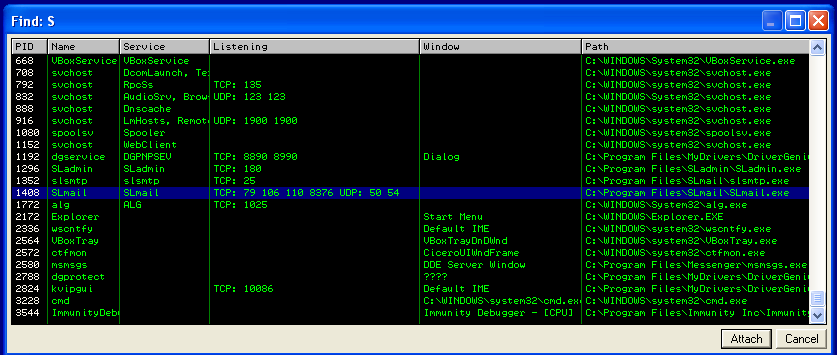 Find: S
PID Name Service Listening Window Path
668 VBoxService VBoxService C:\WINDOWS\System32\VBoxService.exe
708 svchost DcomLaunch, Te C:\WINDOWS\system32\svchost.exe
792 svchost RpcSs TCP: 135 C:\WINDOWS\system32\svchost.exe
832 svchost AudioSrv, Brow UDP: 123 123 C:\WINDOWS\System32\svchost.exe
888 svchost Dnscache C:\WINDOWS\system32\svchost.exe
916 svchost LmHosts, Remot UDP: 1900 1900 C:\WINDOWS\system32\svchost.exe
1080 spoolsv Spooler C:\WINDOWS\system32\spoolsv.exe
1152 svchost WebClient C:\WINDOWS\system32\svchost.exe
1192 dgservice DGPNPSEV TCP: 8890 8990 Dialog C:\Program Files\MyDrivers\DriverGeni
1296 SLadmin SLadmin TCP: 180 C:\Program Files\SLadmin\SLadmin.exe
1352 slsmtp slsmtp TCP: 25 C:\Program Files\SLmail\slsmtp.exe
1408 SLmail SLmail TCP: 79 106 110 8376 UDP: 50 54 C:\Program Files\SLmail\SLmail.exe
1772 alg ALG TCP: 1025 C:\WINDOWS\System32\alg.exe
2172 Explorer Start Menu C:\WINDOWS\Explorer.EXE
2336 wscntfy Default IME C:\WINDOWS\system32\wscntfy.exe
2564 VBoxTray VBoxTrayDnDWnd C:\WINDOWS\system32\VBoxTray.exe
2572 ctfmon CiceroUIWndFrame C:\WINDOWS\system32\ctfmon.exe
2580 msmsgs DDE Server Window C:\Program Files\Messenger\msmsgs.exe
2788 dgprotect ???? C:\Program Files\MyDrivers\DriverGeni
2824 kvipgui TCP: 10086 Default IME C:\Program Files\MyDrivers\DriverGeni
3228 cmd C:\WINDOWS\system32\cmd.ex C:\WINDOWS\system32\cmd.exe
3544 ImmunityDeb Immunity Debugger - [CPU] C:\Program Files\Immunity Inc\Immunity
Attach Cancel